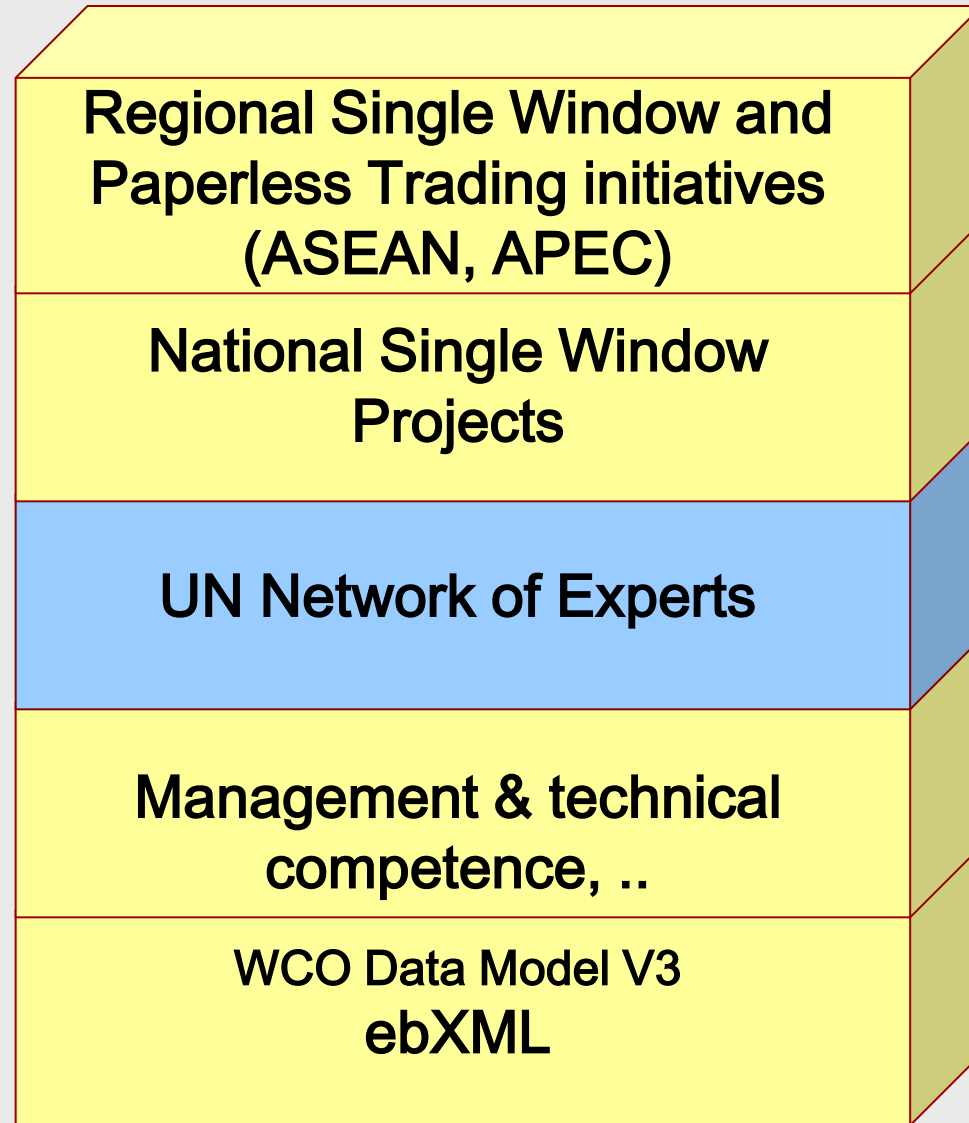 Regional Single Window and
Paperless Trading initiatives
(ASEAN, APEC)
National Single Window
Projects
UN Network of Experts
Management & technical
competence, ..
WCO Data Model V3
ebXML